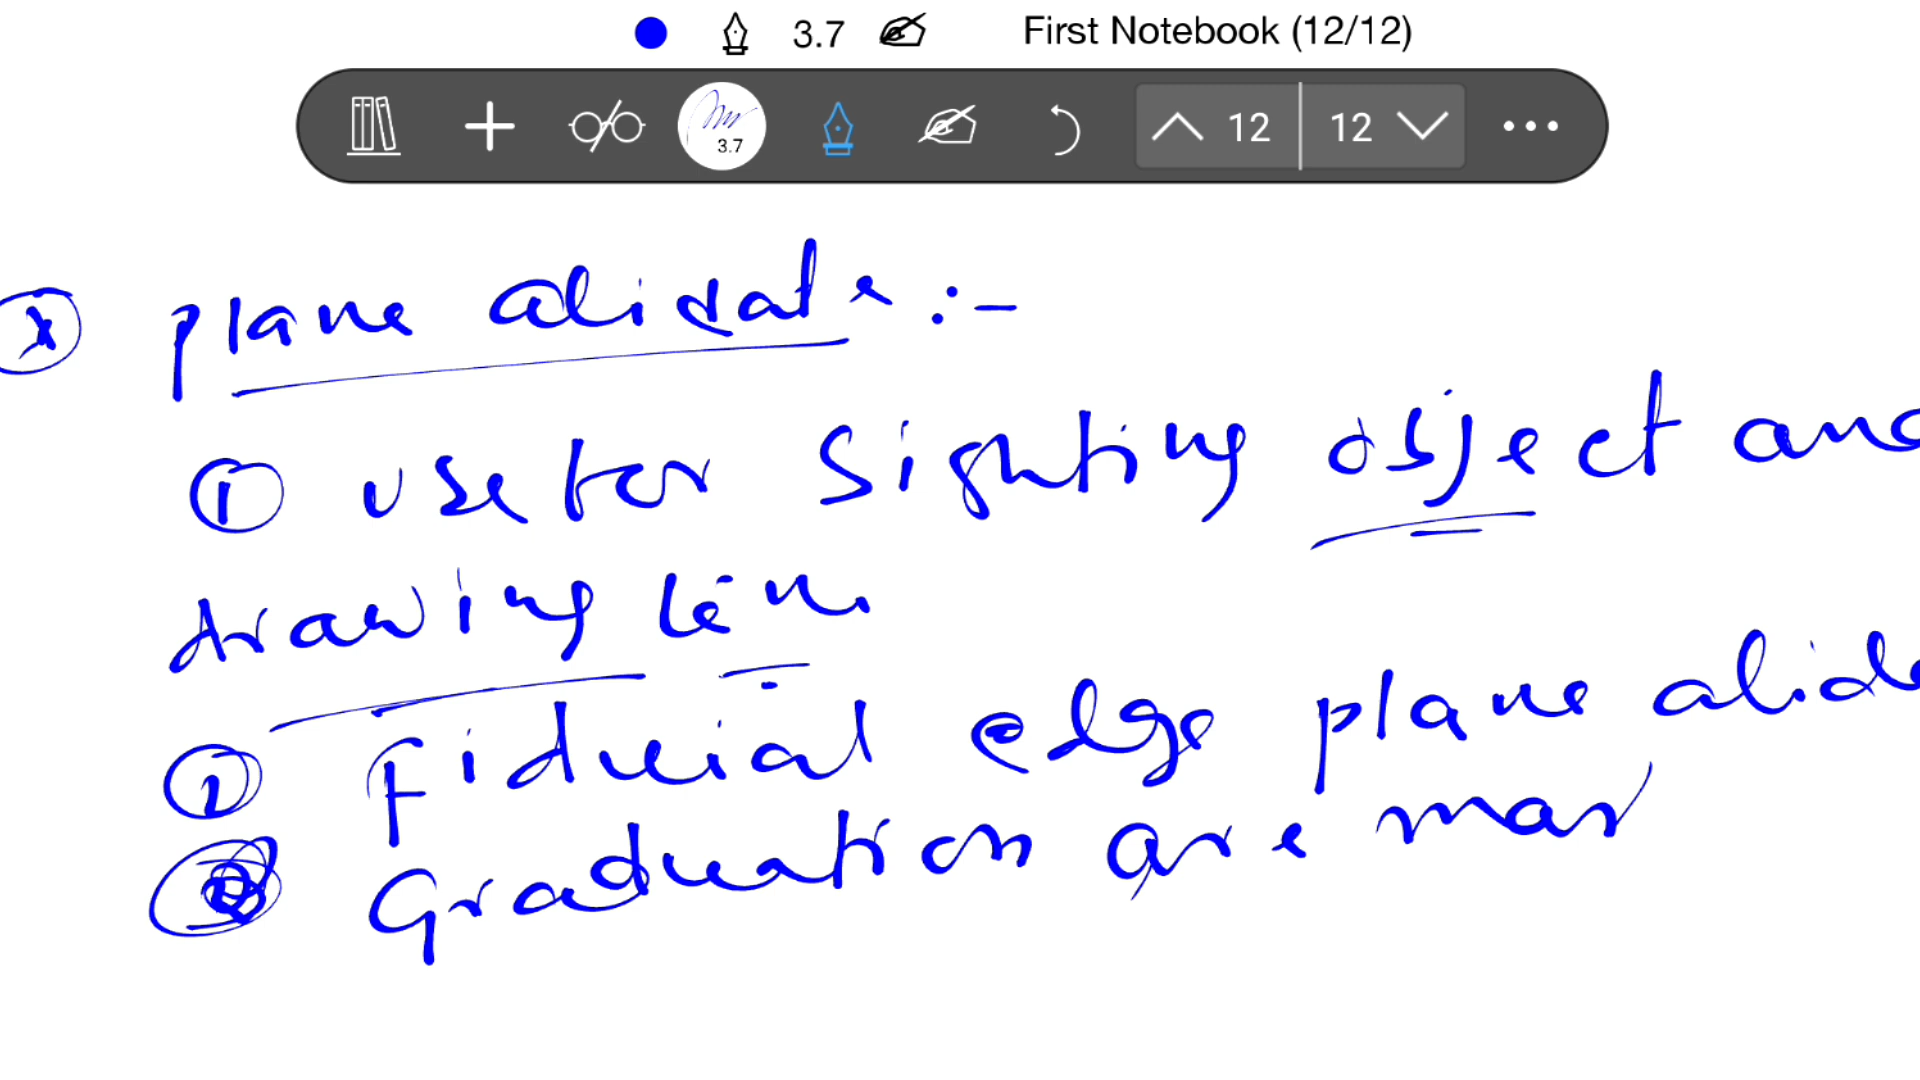 3.7 First Notebook (12/12)
3.7 12 12
plane alidade :-
① use for sighting object and
drawing line
② Fiducial edge plane alide
Graduation are mar